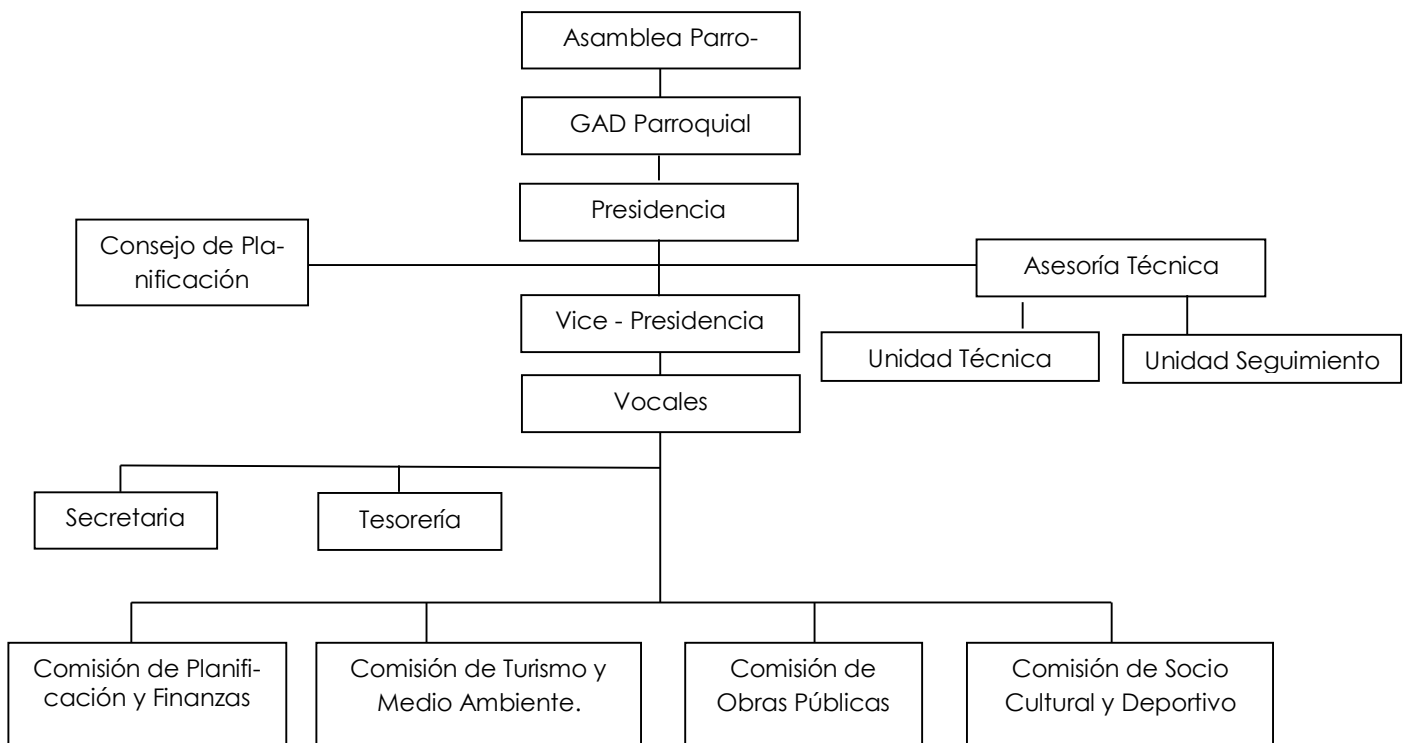 Asamblea Parro-
GAD Parroquial
Presidencia
Consejo de Pla-
nificación
Asesoría Técnica
Vice - Presidencia
Unidad Técnica
Unidad Seguimiento
Vocales
Secretaria
Tesorería
Comisión de Planifi-
cación y Finanzas
Comisión de Turismo y
Medio Ambiente.
Comisión de
Obras Públicas
Comisión de Socio
Cultural y Deportivo